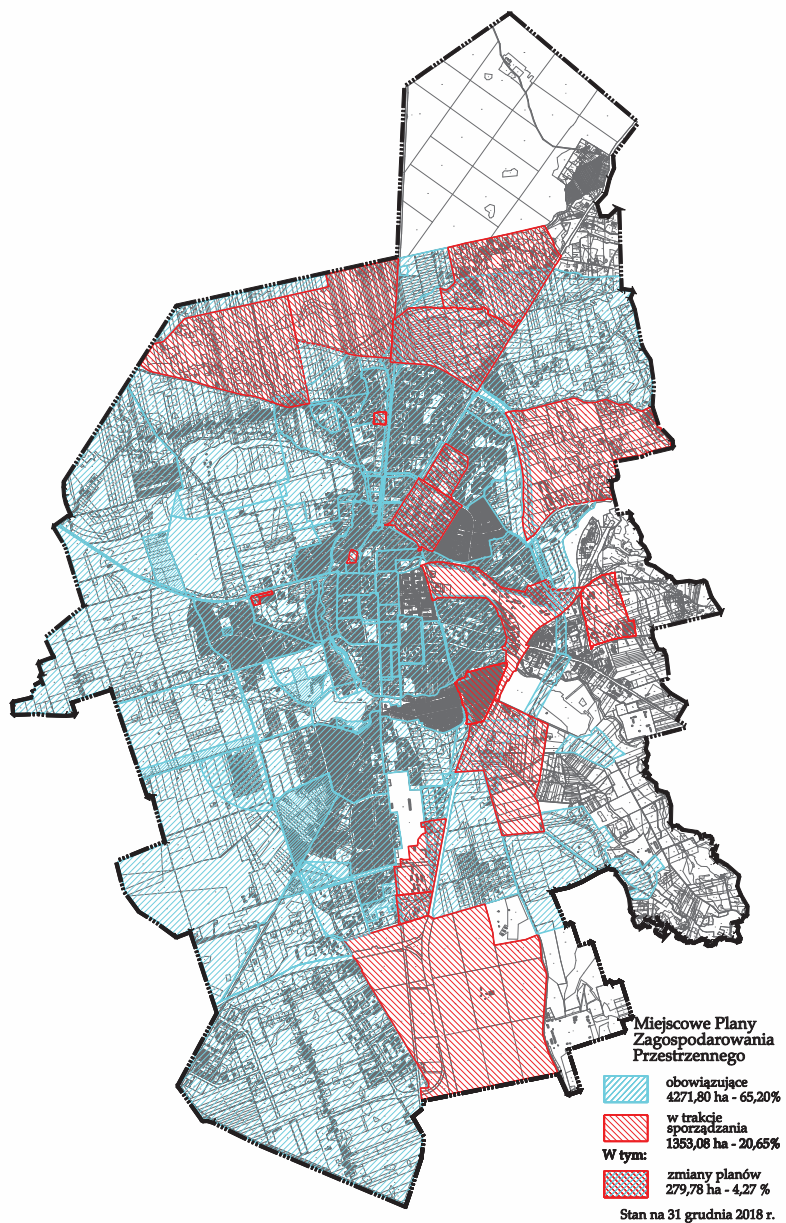 Miejscowe Plany
Zagospodarowania
Przestrzennego
obowiązujące
4271,80 ha - 65,20%
w trakcie
sporządzania
1353,08 ha - 20,65%
W tym:
zmiany planów
279,78 ha - 4,27 %
Stan na 31 grudnia 2018 r.